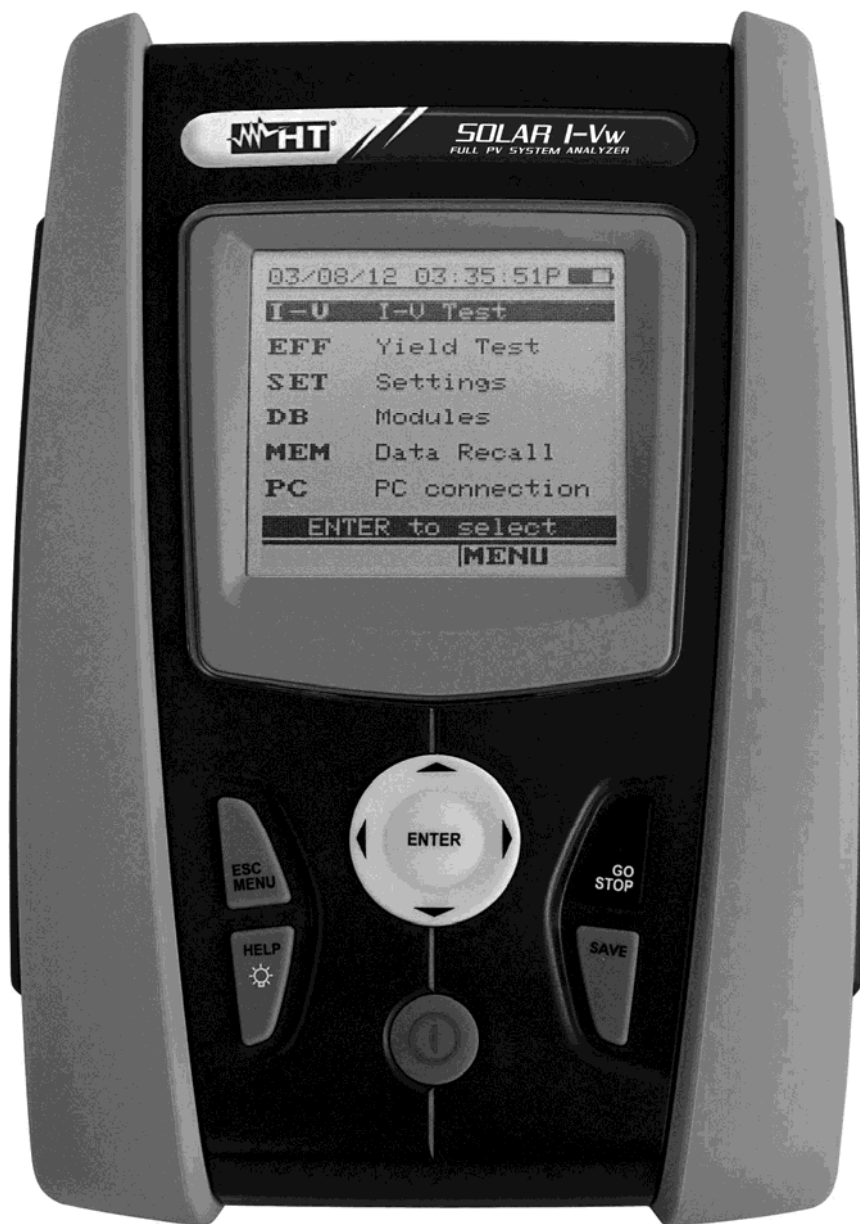 HT
SOLAR I-Vw
FULL PV SYSTEM ANALYZER
03/08/12 03:35:51P
I-V I-V Test
EFF Yield Test
SET Settings
DB Modules
MEM Data Recall
PC PC connection
ENTER to select
MENU
ENTER
ESC
MENU
GO
STOP
HELP
SAVE